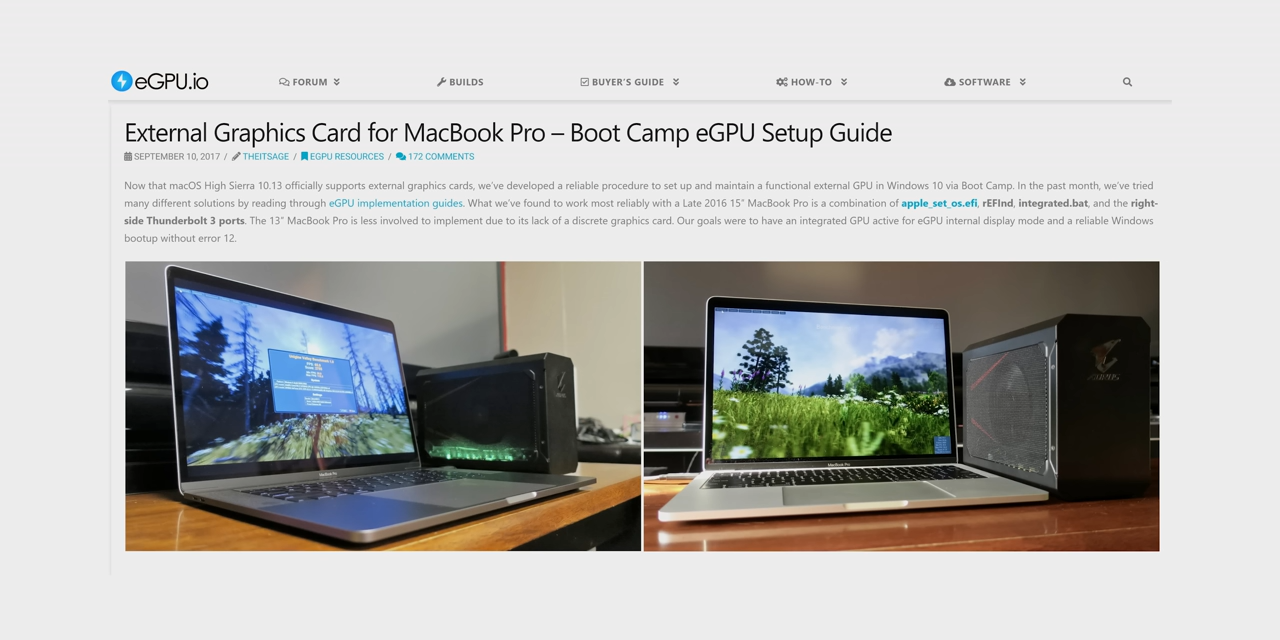 eGPU.io
FORUM
BUILDS
BUYER'S GUIDE
HOW-TO
SOFTWARE
External Graphics Card for MacBook Pro – Boot Camp eGPU Setup Guide
SEPTEMBER 10, 2017 / THEITSAGE / EGPU RESOURCES / 172 COMMENTS
Now that macOS High Sierra 10.13 officially supports external graphics cards, we've developed a reliable procedure to set up and maintain a functional external GPU in Windows 10 via Boot Camp. In the past month, we've tried
many different solutions by reading through eGPU implementation guides. What we've found to work most reliably with a Late 2016 15" MacBook Pro is a combination of apple_set_os.efi, rEFInd, integrated.bat, and the right-
side Thunderbolt 3 ports. The 13" MacBook Pro is less involved to implement due to its lack of a discrete graphics card. Our goals were to have an integrated GPU active for eGPU internal display mode and a reliable Windows
bootup without error 12.
MacBook Pro
MacBook Pro
AORUS